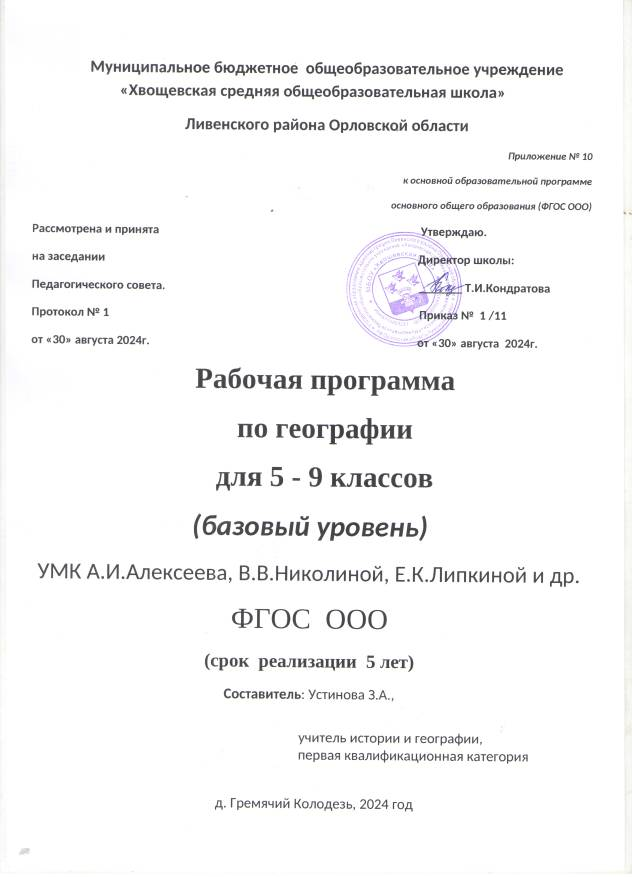 Муниципальное бюджетное общеобразовательное учреждение
«Хвощевская средняя общеобразовательная школа»
Ливенского района Орловской области
Приложение № 10
к основной образовательной программе
основного общего образования (ФГОС ООО)
Рассмотрена и принята
на заседании
Педагогического совета.
Протокол № 1
от «30» августа 2024г.
Утверждаю.
Директор школы:
Т.И.Кондратова
Приказ № 1 /11
от «30» августа 2024г.
Рабочая программа
по географии
для 5 - 9 классов
(базовый уровень)
УМК А.И.Алексеева, В.В.Николиной, Е.К.Липкиной и др.
ФГОС ООО
(срок реализации 5 лет)
Составитель: Устинова З.А.,
учитель истории и географии,
первая квалификационная категория
д. Гремячий Колодезь, 2024 год